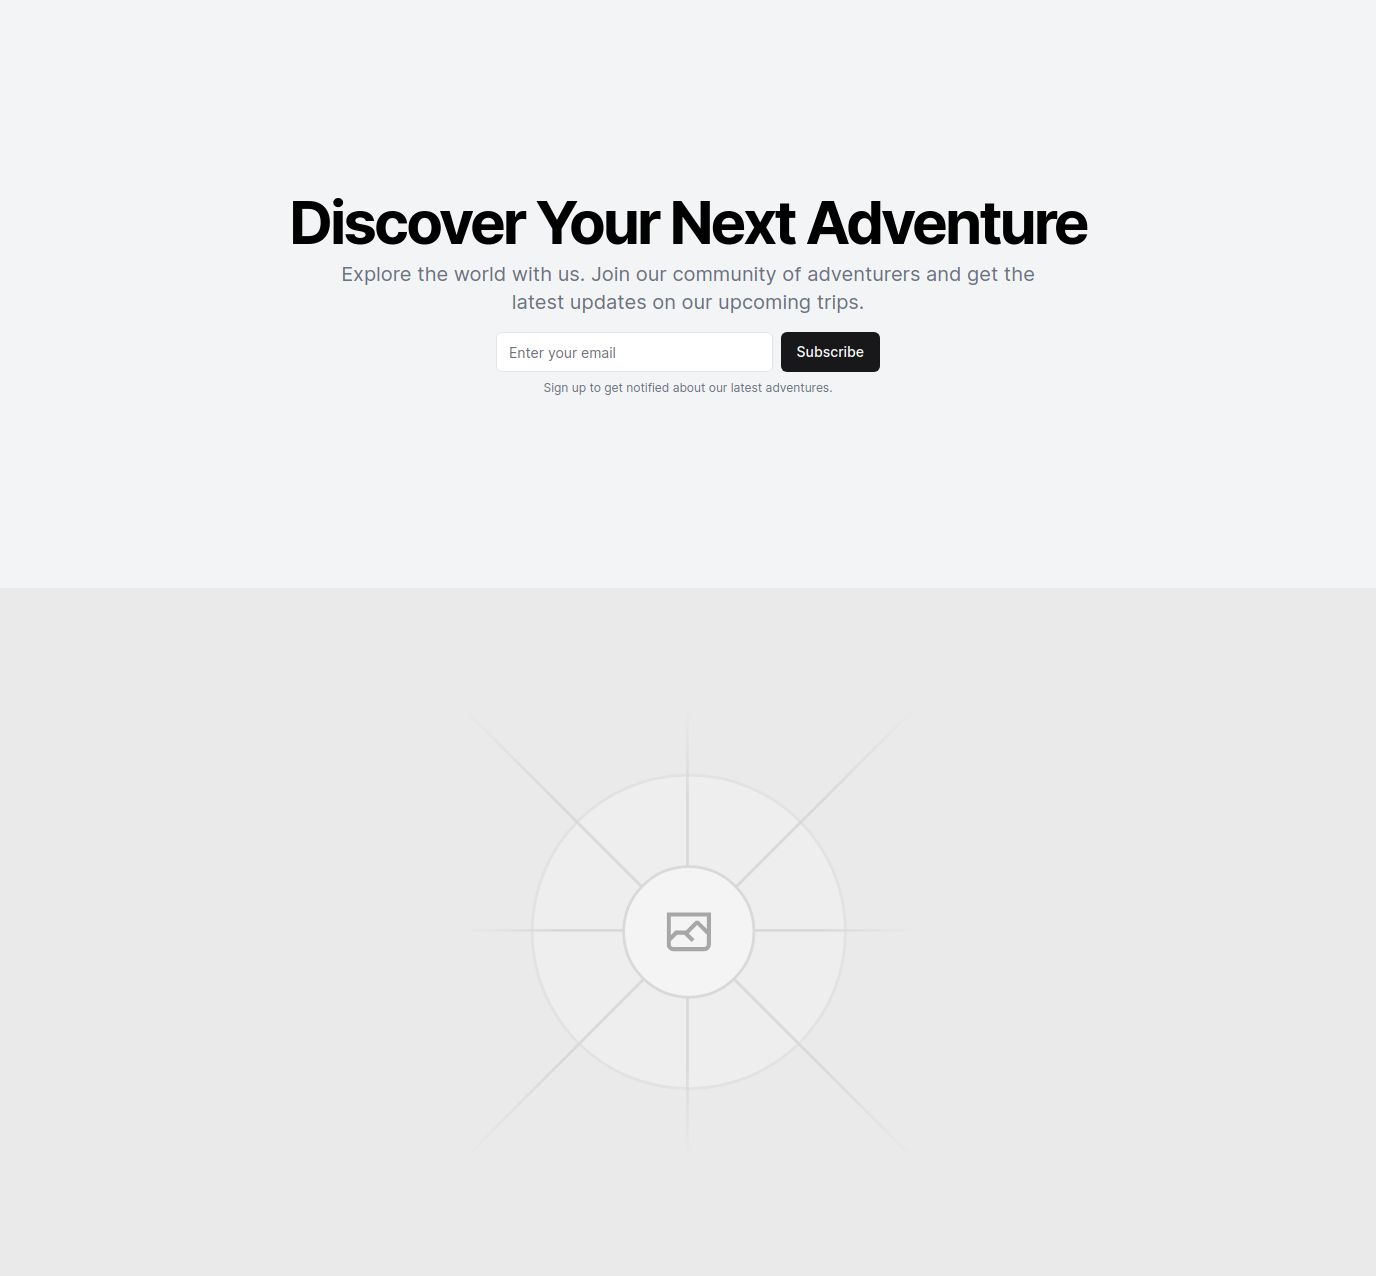 Discover Your Next Adventure
Explore the world with us. Join our community of adventurers and get the
latest updates on our upcoming trips.
Enter your email
Subscribe
Sign up to get notified about our latest adventures.